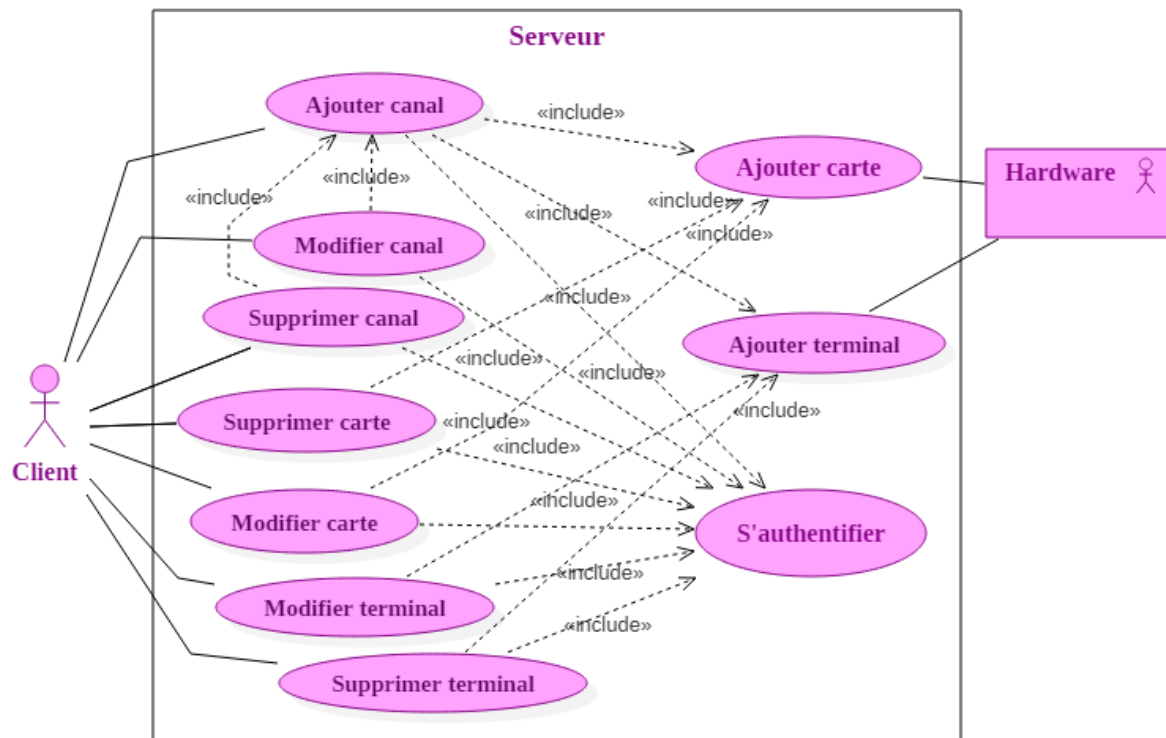 Serveur
Ajouter canal
«include»
Ajouter carte
Hardware
«include»
«include»
«include»
«include»
«include»
Modifier canal
«include»
Supprimer canal
Ajouter terminal
«include»
«include»
«include»
Supprimer carte
«include»
«include»
Client
«include»
Modifier carte
S'authentifier
«include»
Modifier terminal
«include»
Supprimer terminal